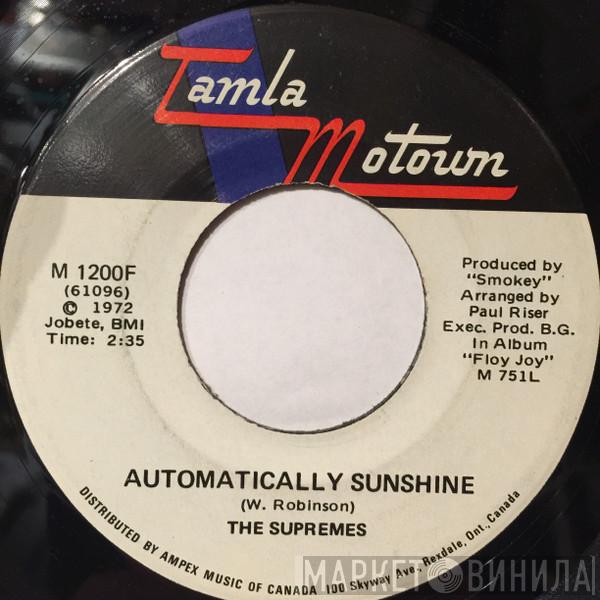 Tamla
Motown
M 1200F
(61096)
© 1972
Jobete, BMI
Time: 2:35
Produced by
"Smokey"
Arranged by
Paul Riser
Exec. Prod. B.G.
In Album
"Floy Joy"
M 751L
AUTOMATICALLY SUNSHINE
(W. Robinson)
THE SUPREMES
DISTRIBUTED BY AMPEX MUSIC OF CANADA 100 Skyway Ave., Rexdale, Ont., Canada
МАРКЕТ ВИНИЛА